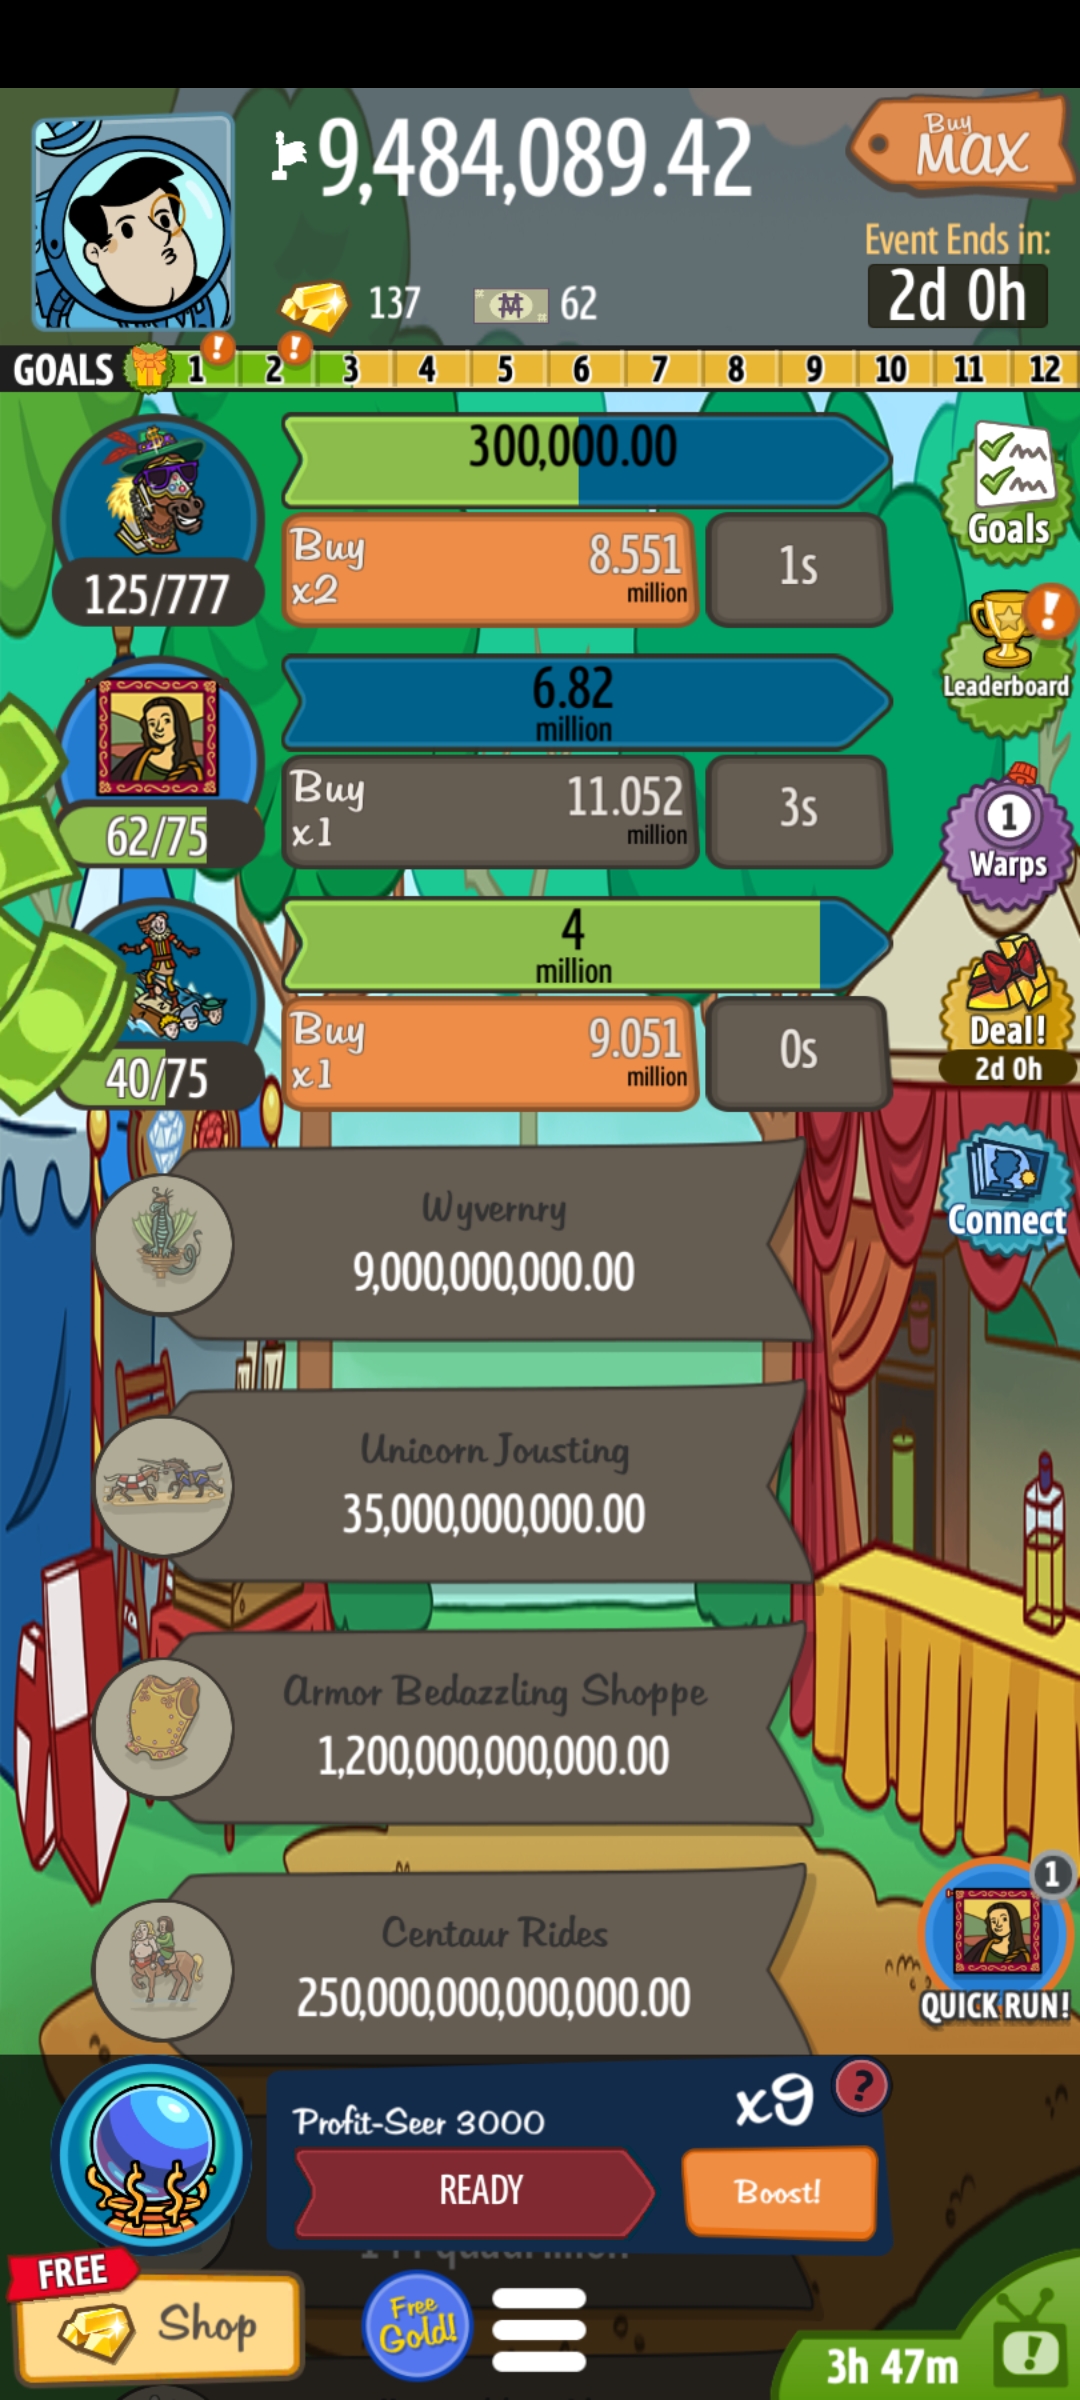 9,484,089.42
Buy
MAX
Event Ends in:
2d 0h
137
62
GOALS 1 ! 2 ! 3 4 5 6 7 8 9 10 11 12
300,000.00
Buy
x2
8.551
million
1s
125/777
Goals
!
Leaderboard
6.82
million
Buy
x1
11.052
million
3s
62/75
1
Warps
4
million
Buy
x1
9.051
million
0s
40/75
Deal!
2d 0h
Connect
Wyvernry
9,000,000,000.00
Unicorn Jousting
35,000,000,000.00
Armor Bedazzling Shoppe
1,200,000,000,000.00
Centaur Rides
250,000,000,000,000.00
1
QUICK RUN!
Profit-Seer 3000
x9
?
READY
Boost!
FREE
Shop
Free
Gold!
3h 47m
!